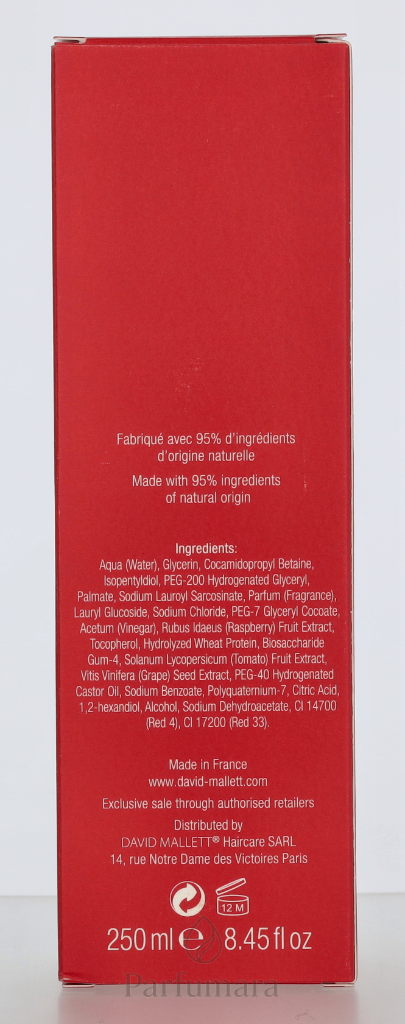 Fabriqué avec 95% d'ingrédients
d'origine naturelle
Made with 95% ingredients
of natural origin
Ingredients:
Aqua (Water), Glycerin, Cocamidopropyl Betaine,
Isopentyldiol, PEG-200 Hydrogenated Glyceryl,
Palmate, Sodium Lauroyl Sarcosinate, Parfum (Fragrance),
Lauryl Glucoside, Sodium Chloride, PEG-7 Glyceryl Cocoate,
Acetum (Vinegar), Rubus Idaeus (Raspberry) Fruit Extract,
Tocopherol, Hydrolyzed Wheat Protein, Biosaccharide
Gum-4, Solanum Lycopersicum (Tomato) Fruit Extract,
Vitis Vinifera (Grape) Seed Extract, PEG-40 Hydrogenated
Castor Oil, Sodium Benzoate, Polyquaternium-7, Citric Acid,
1,2-hexandiol, Alcohol, Sodium Dehydroacetate, CI 14700
(Red 4), CI 17200 (Red 33).
Made in France
www.david-mallett.com
Exclusive sale through authorised retailers
Distributed by
DAVID MALLETT® Haircare SARL
14, rue Notre Dame des Victoires Paris
12 M
250 ml e 8.45 fl oz
Parfumara